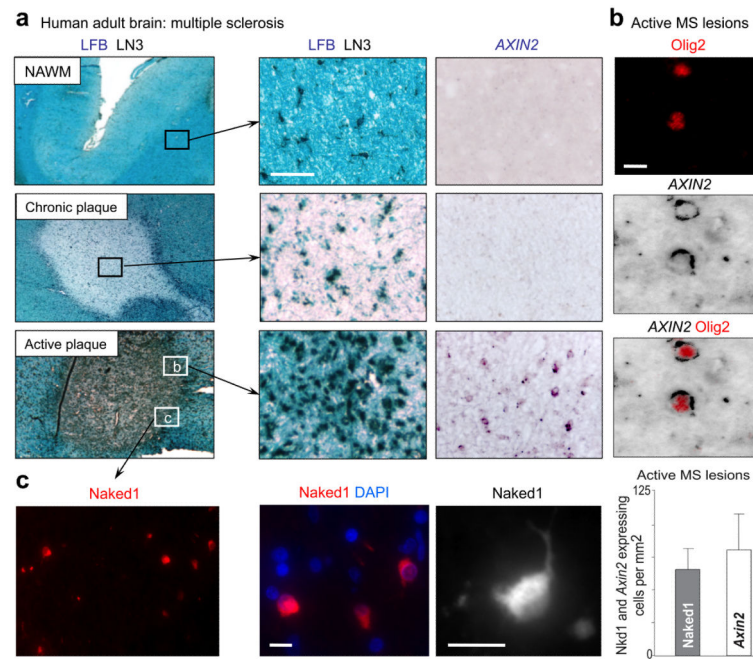 a Human adult brain: multiple sclerosis
LFB LN3
LFB LN3
AXIN2
NAWM
Chronic plaque
Active plaque
b
c
b Active MS lesions
Olig2
AXIN2
AXIN2 Olig2
c
Naked1
Naked1 DAPI
Naked1
Active MS lesions
125
0
Nkd1 and Axin2 expressing
cells per mm2
Naked1
Axin2